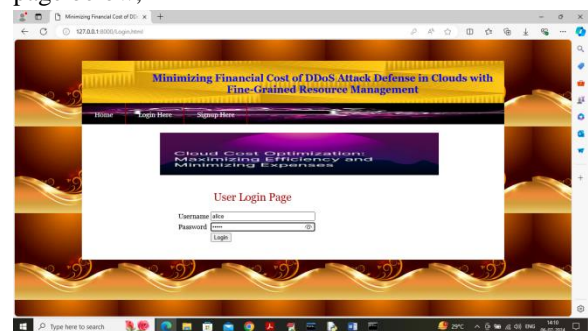 page below,
Minimizing Financial Cost of DDo
127.0.0.1:8000/Login.html
Minimizing Financial Cost of DDoS Attack Defense in Clouds with
Fine-Grained Resource Management
Home Login Here Signup Here
Cloud Cost Optimization:
Maximizing Efficiency and
Minimizing Expenses
User Login Page
Username
Password •••••
Login
Type here to search
29°C ENG 14:10